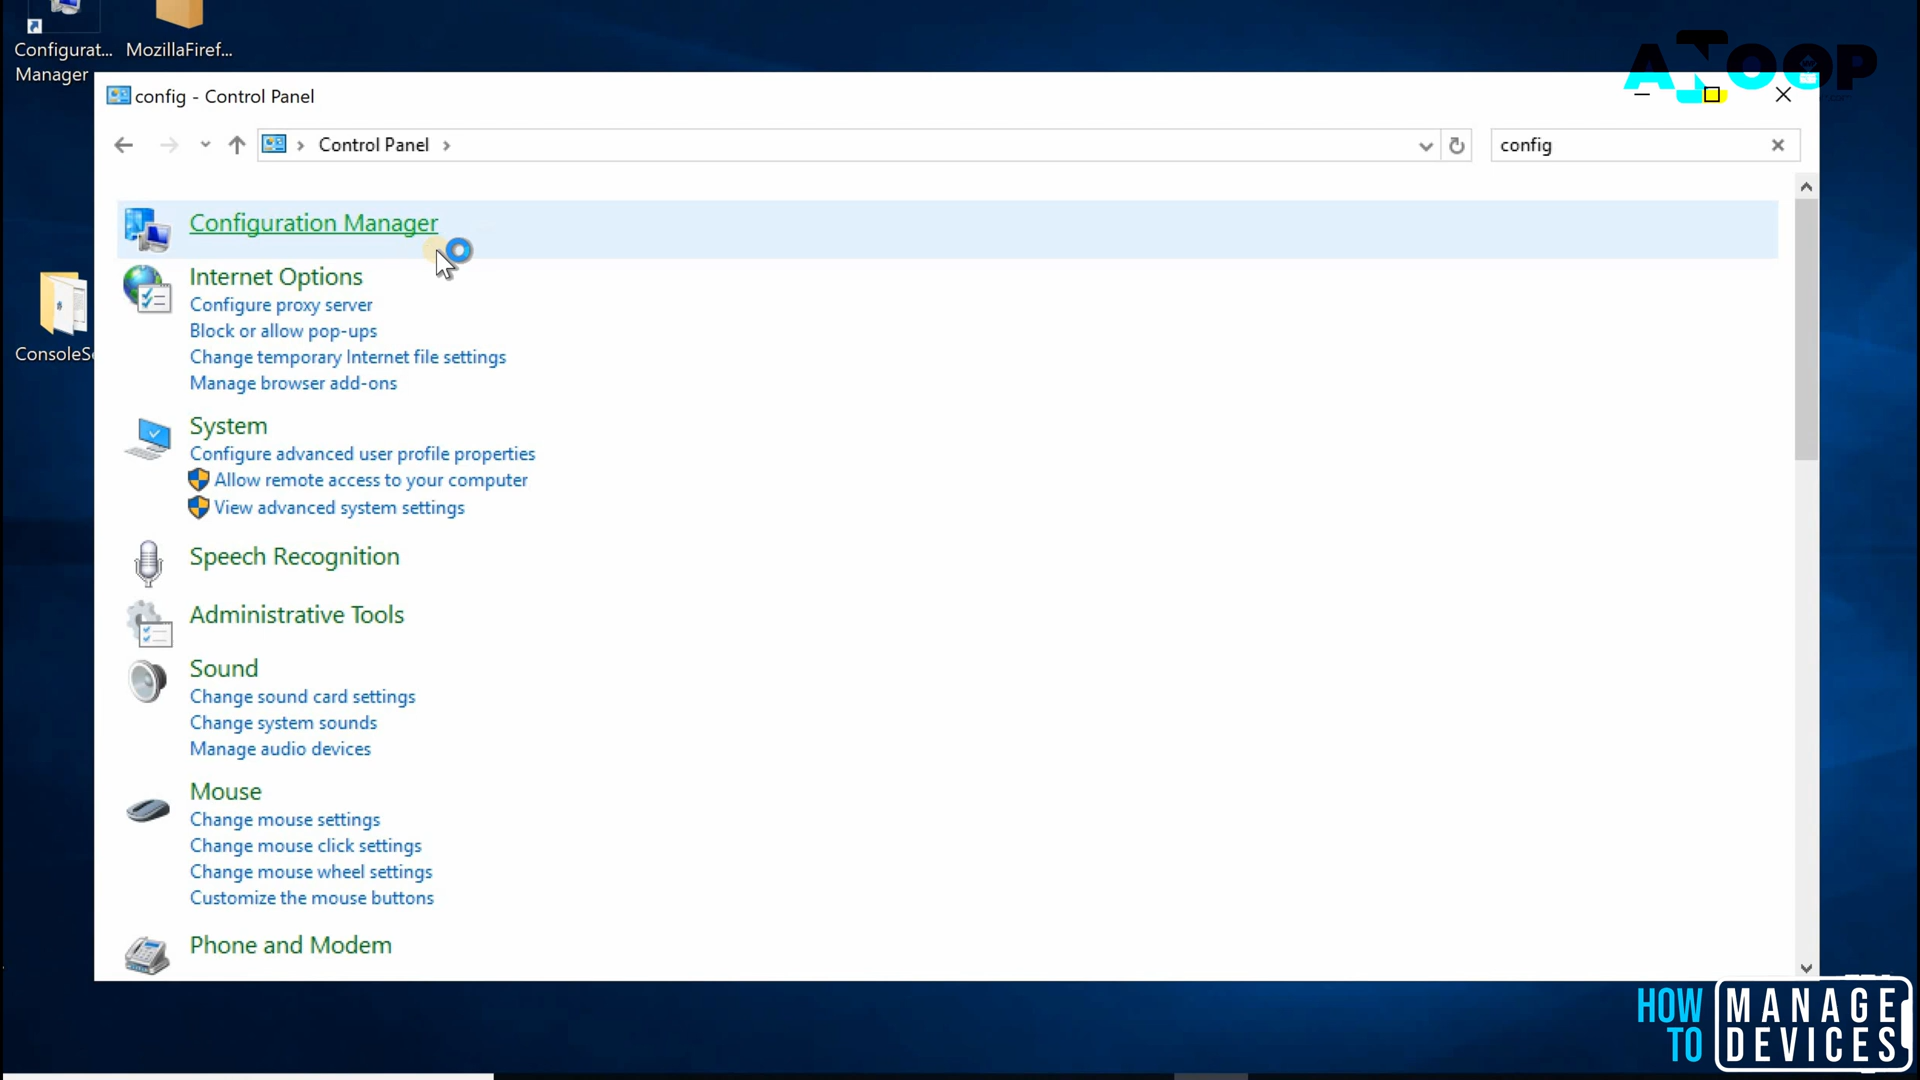 Configurat...
Manager
MozillaFiref...
ANOOP
config - Control Panel
Control Panel
config
Configuration Manager
Internet Options
Configure proxy server
Block or allow pop-ups
Change temporary Internet file settings
Manage browser add-ons
ConsoleS
System
Configure advanced user profile properties
Allow remote access to your computer
View advanced system settings
Speech Recognition
Administrative Tools
Sound
Change sound card settings
Change system sounds
Manage audio devices
Mouse
Change mouse settings
Change mouse click settings
Change mouse wheel settings
Customize the mouse buttons
Phone and Modem
HOW
TO
MANAGE
DEVICES